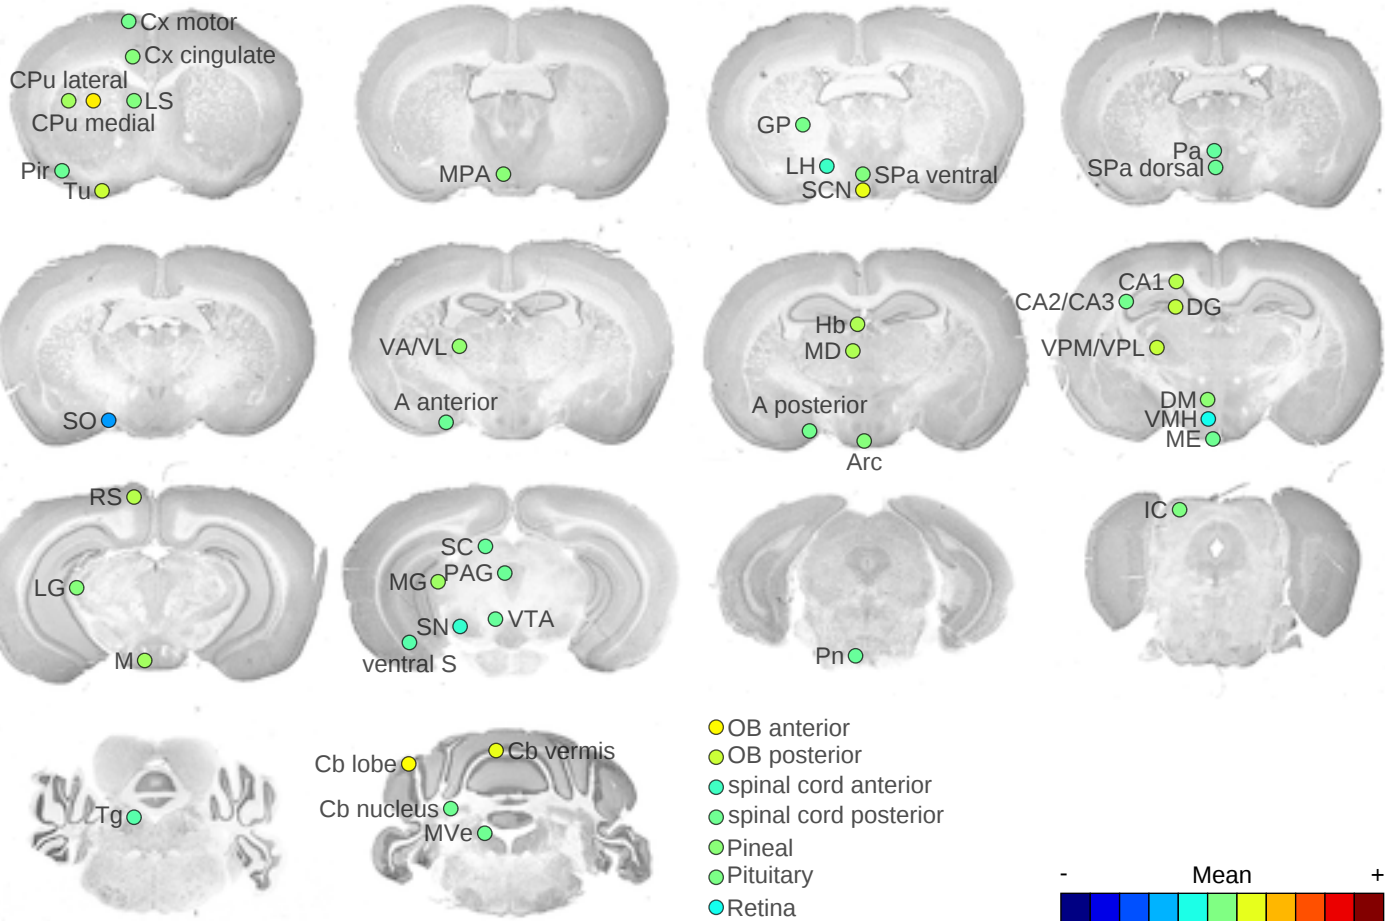 Cx motor
Cx cingulate
CPu lateral
LS
CPu medial
Pir
Tu
MPA
GP
LH
SPa ventral
SCN
Pa
SPa dorsal
SO
VA/VL
A anterior
Hb
MD
A posterior
Arc
CA1
CA2/CA3
DG
VPM/VPL
DM
VMH
ME
RS
LG
M
SC
MG
PAG
SN
VTA
ventral S
Pn
IC
Tg
Cb lobe
Cb vermis
Cb nucleus
MVe
OB anterior
OB posterior
spinal cord anterior
spinal cord posterior
Pineal
Pituitary
Retina
- Mean +